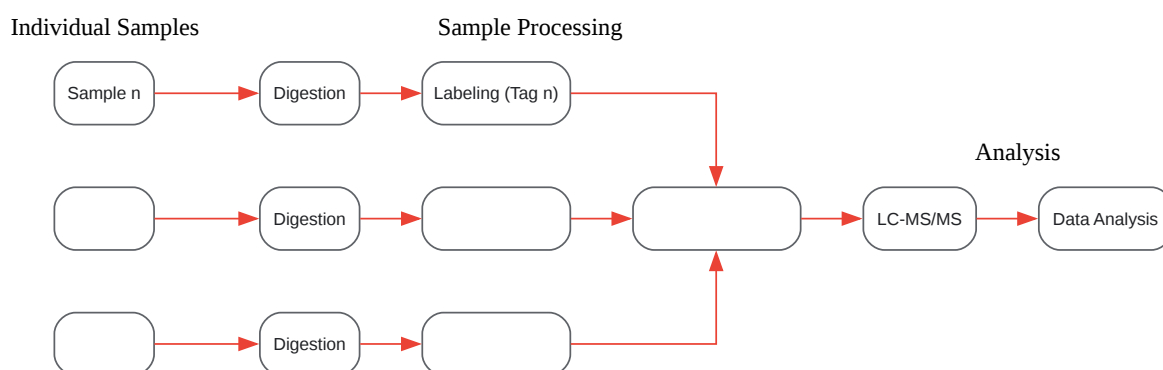 Individual Samples
Sample Processing
Sample n
Digestion
Labeling (Tag n)
Analysis
Digestion
LC-MS/MS
Data Analysis
Digestion